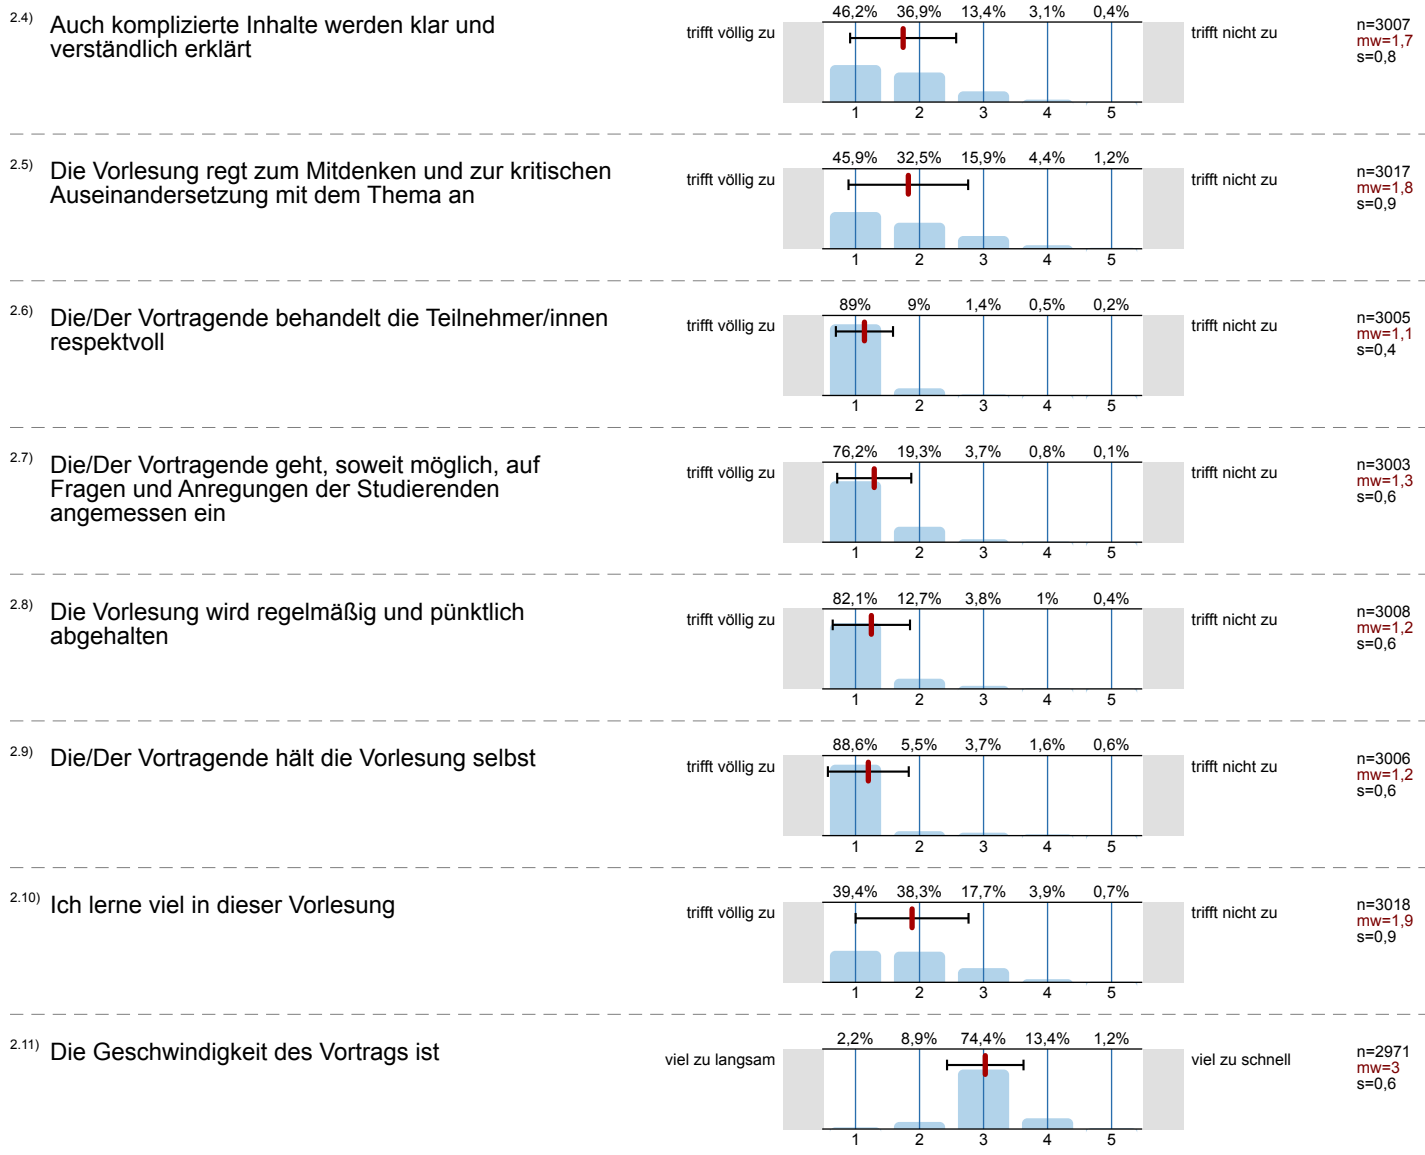 2.4) Auch komplizierte Inhalte werden klar und
verständlich erklärt
trifft völlig zu
46,2% 36,9% 13,4% 3,1% 0,4%
1 2 3 4 5
trifft nicht zu
n=3007
mw=1,7
s=0,8
2.5) Die Vorlesung regt zum Mitdenken und zur kritischen
Auseinandersetzung mit dem Thema an
trifft völlig zu
45,9% 32,5% 15,9% 4,4% 1,2%
1 2 3 4 5
trifft nicht zu
n=3017
mw=1,8
s=0,9
2.6) Die/Der Vortragende behandelt die Teilnehmer/innen
respektvoll
trifft völlig zu
89% 9% 1,4% 0,5% 0,2%
1 2 3 4 5
trifft nicht zu
n=3005
mw=1,1
s=0,4
2.7) Die/Der Vortragende geht, soweit möglich, auf
Fragen und Anregungen der Studierenden
angemessen ein
trifft völlig zu
76,2% 19,3% 3,7% 0,8% 0,1%
1 2 3 4 5
trifft nicht zu
n=3003
mw=1,3
s=0,6
2.8) Die Vorlesung wird regelmäßig und pünktlich
abgehalten
trifft völlig zu
82,1% 12,7% 3,8% 1% 0,4%
1 2 3 4 5
trifft nicht zu
n=3008
mw=1,2
s=0,6
2.9) Die/Der Vortragende hält die Vorlesung selbst
trifft völlig zu
88,6% 5,5% 3,7% 1,6% 0,6%
1 2 3 4 5
trifft nicht zu
n=3006
mw=1,2
s=0,6
2.10) Ich lerne viel in dieser Vorlesung
trifft völlig zu
39,4% 38,3% 17,7% 3,9% 0,7%
1 2 3 4 5
trifft nicht zu
n=3018
mw=1,9
s=0,9
2.11) Die Geschwindigkeit des Vortrags ist
viel zu langsam
2,2% 8,9% 74,4% 13,4% 1,2%
1 2 3 4 5
viel zu schnell
n=2971
mw=3
s=0,6